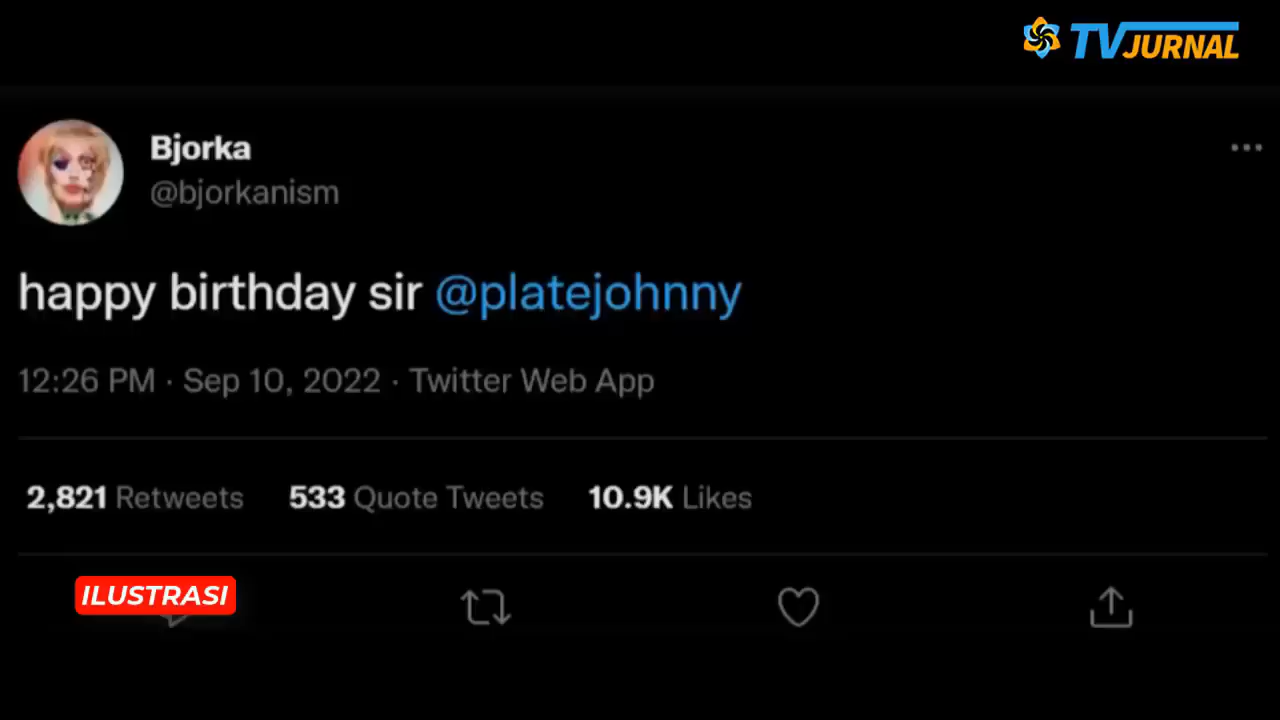 TVJURNAL
Bjorka
@bjorkanism
happy birthday sir @platejohnny
12:26 PM · Sep 10, 2022 · Twitter Web App
2,821 Retweets 533 Quote Tweets 10.9K Likes
ILUSTRASI